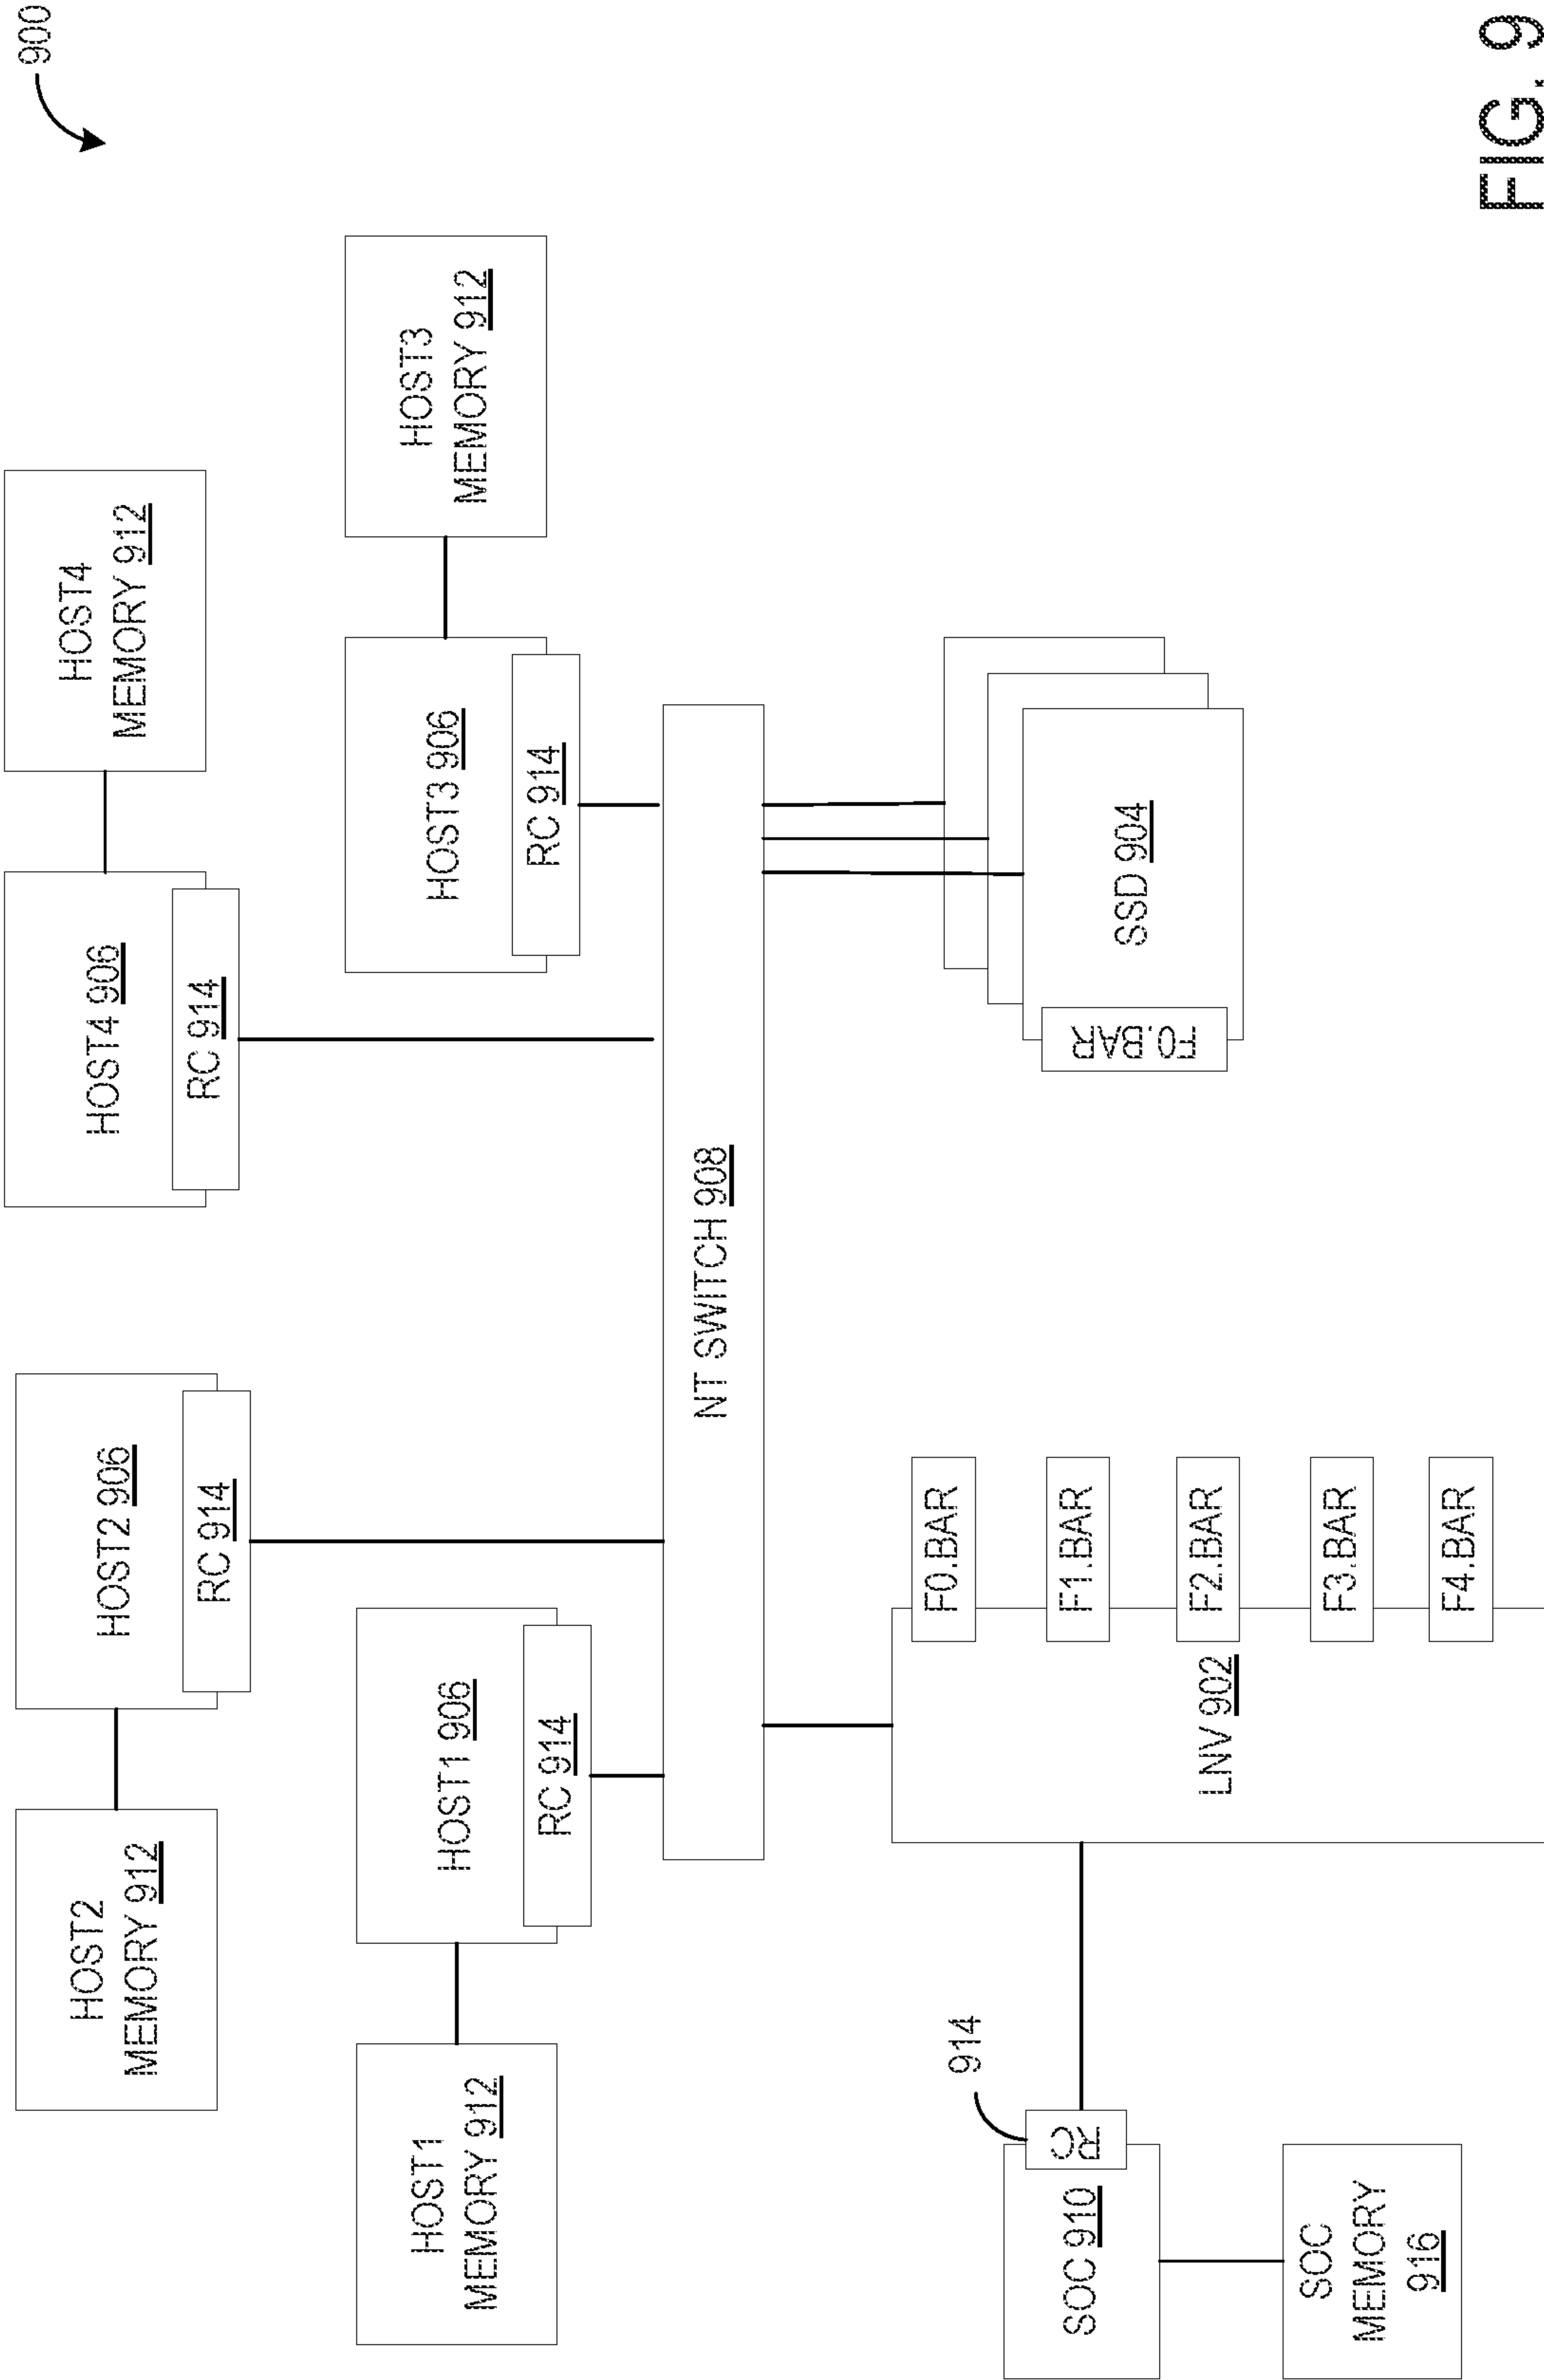 900
HOST2
MEMORY 912
HOST2 906
RC 914
HOST4 906
RC 914
HOST4
MEMORY 912
HOST1
MEMORY 912
HOST1 906
RC 914
HOST3 906
RC 914
HOST3
MEMORY 912
NT SWITCH 908
914
RC
SOC 910
SOC
MEMORY
916
LNV 902
F0.BAR
F1.BAR
F2.BAR
F3.BAR
F4.BAR
F0.BAR
SSD 904
FIG. 9